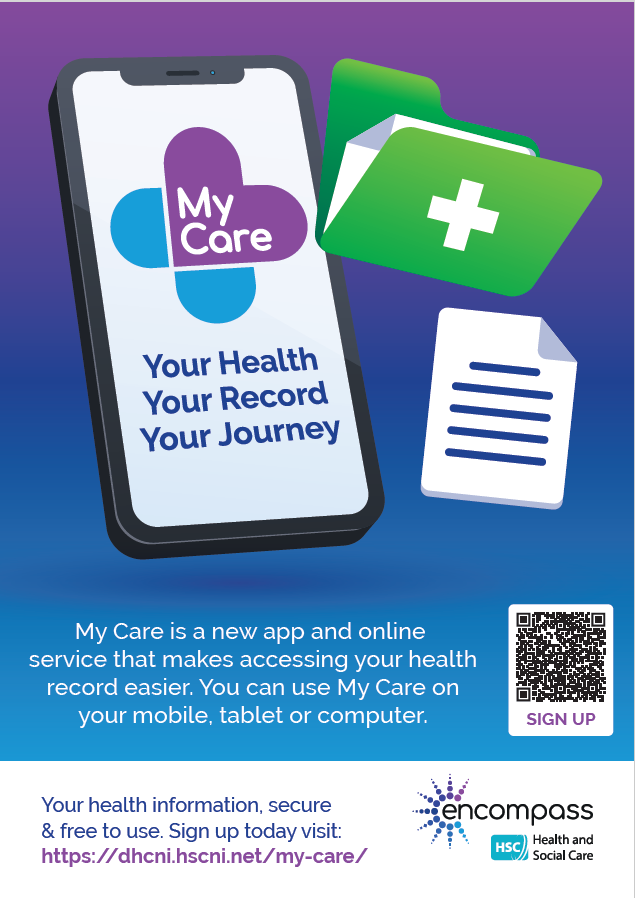 My
Care
Your Health
Your Record
Your Journey
My Care is a new app and online
service that makes accessing your health
record easier. You can use My Care on
your mobile, tablet or computer.
SIGN UP
Your health information, secure
& free to use. Sign up today visit:
https://dhcni.hscni.net/my-care/
encompass
HSC
Health and
Social Care